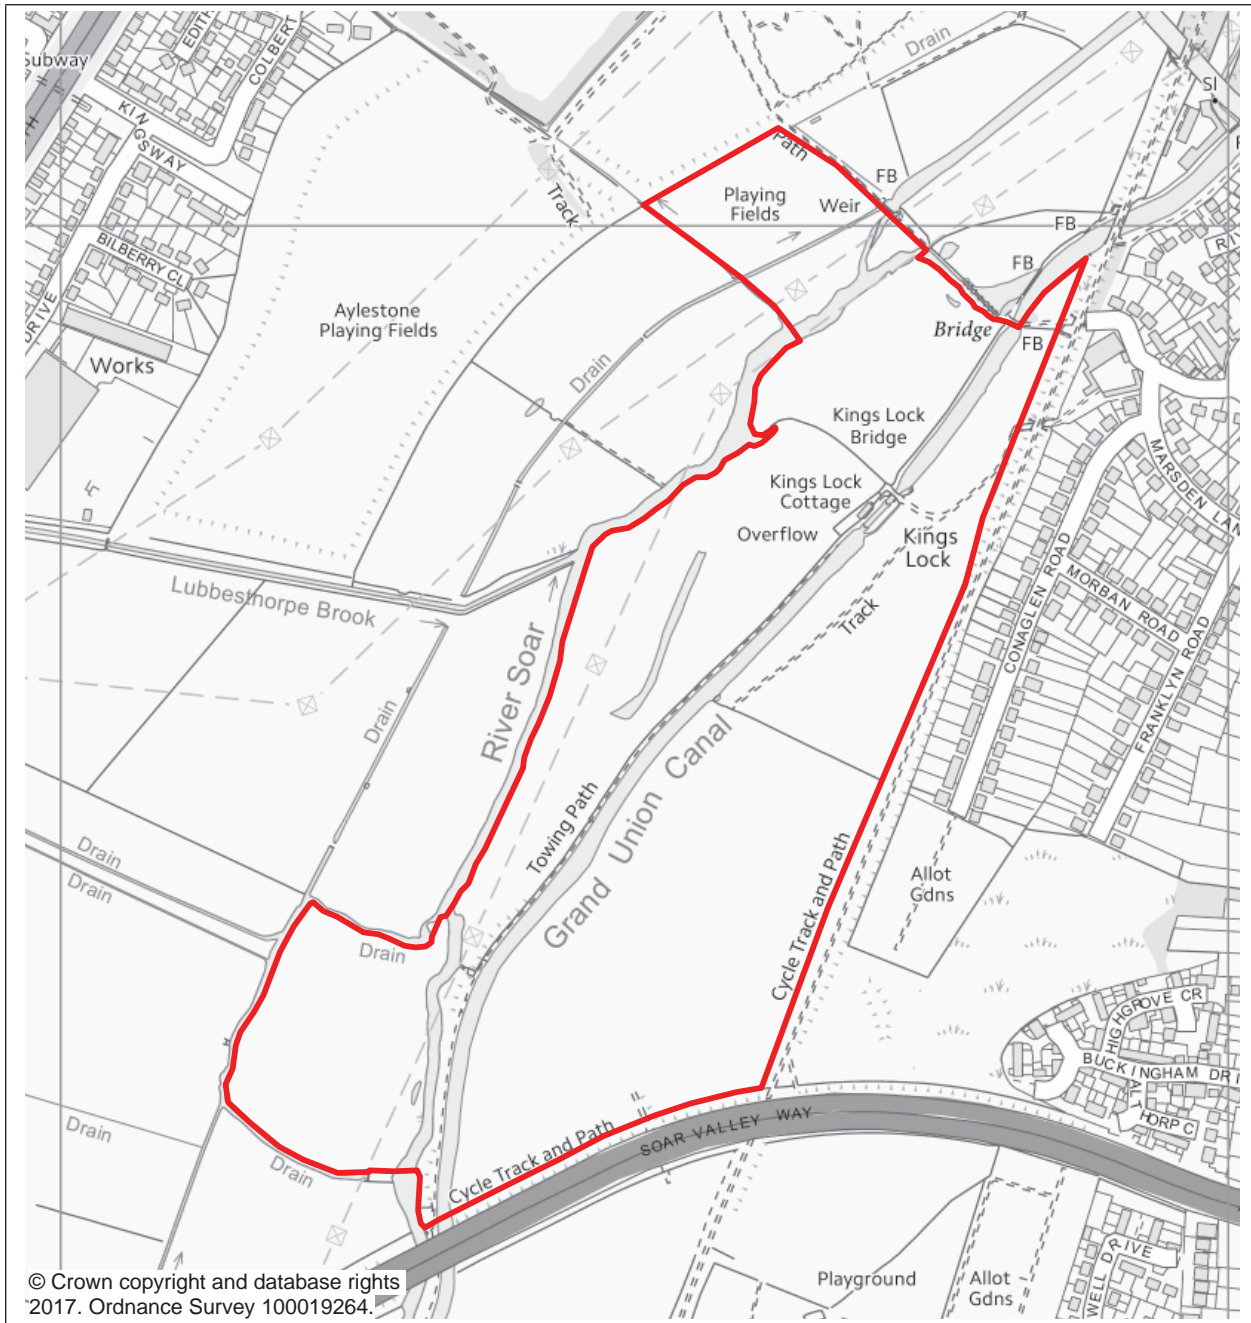 Subway
EDITH
COLBERT
KINGSWAY
BILBERRY CL
DRIVE
Works
Aylestone
Playing Fields
Track
Drain
Path
Playing
Fields
Weir
FB
FB
FB
FB
SI
Bridge
Drain
Kings Lock
Bridge
Kings Lock
Cottage
Overflow
Kings
Lock
Track
MARSDEN LAN
CONAGLEN ROAD
MORBAN ROAD
FRANKLYN ROAD
Lubbesthorpe Brook
River Soar
Drain
Towing Path
Grand Union Canal
Drain
Drain
Drain
Allot
Gdns
Cycle Track and Path
HIGHGROVE CR
BUCKINGHAM DRI
ALTHORP C
Drain
Drain
Cycle Track and Path
SOAR VALLEY WAY
Playground
Allot
Gdns
WELL DRIVE
© Crown copyright and database rights
2017. Ordnance Survey 100019264.